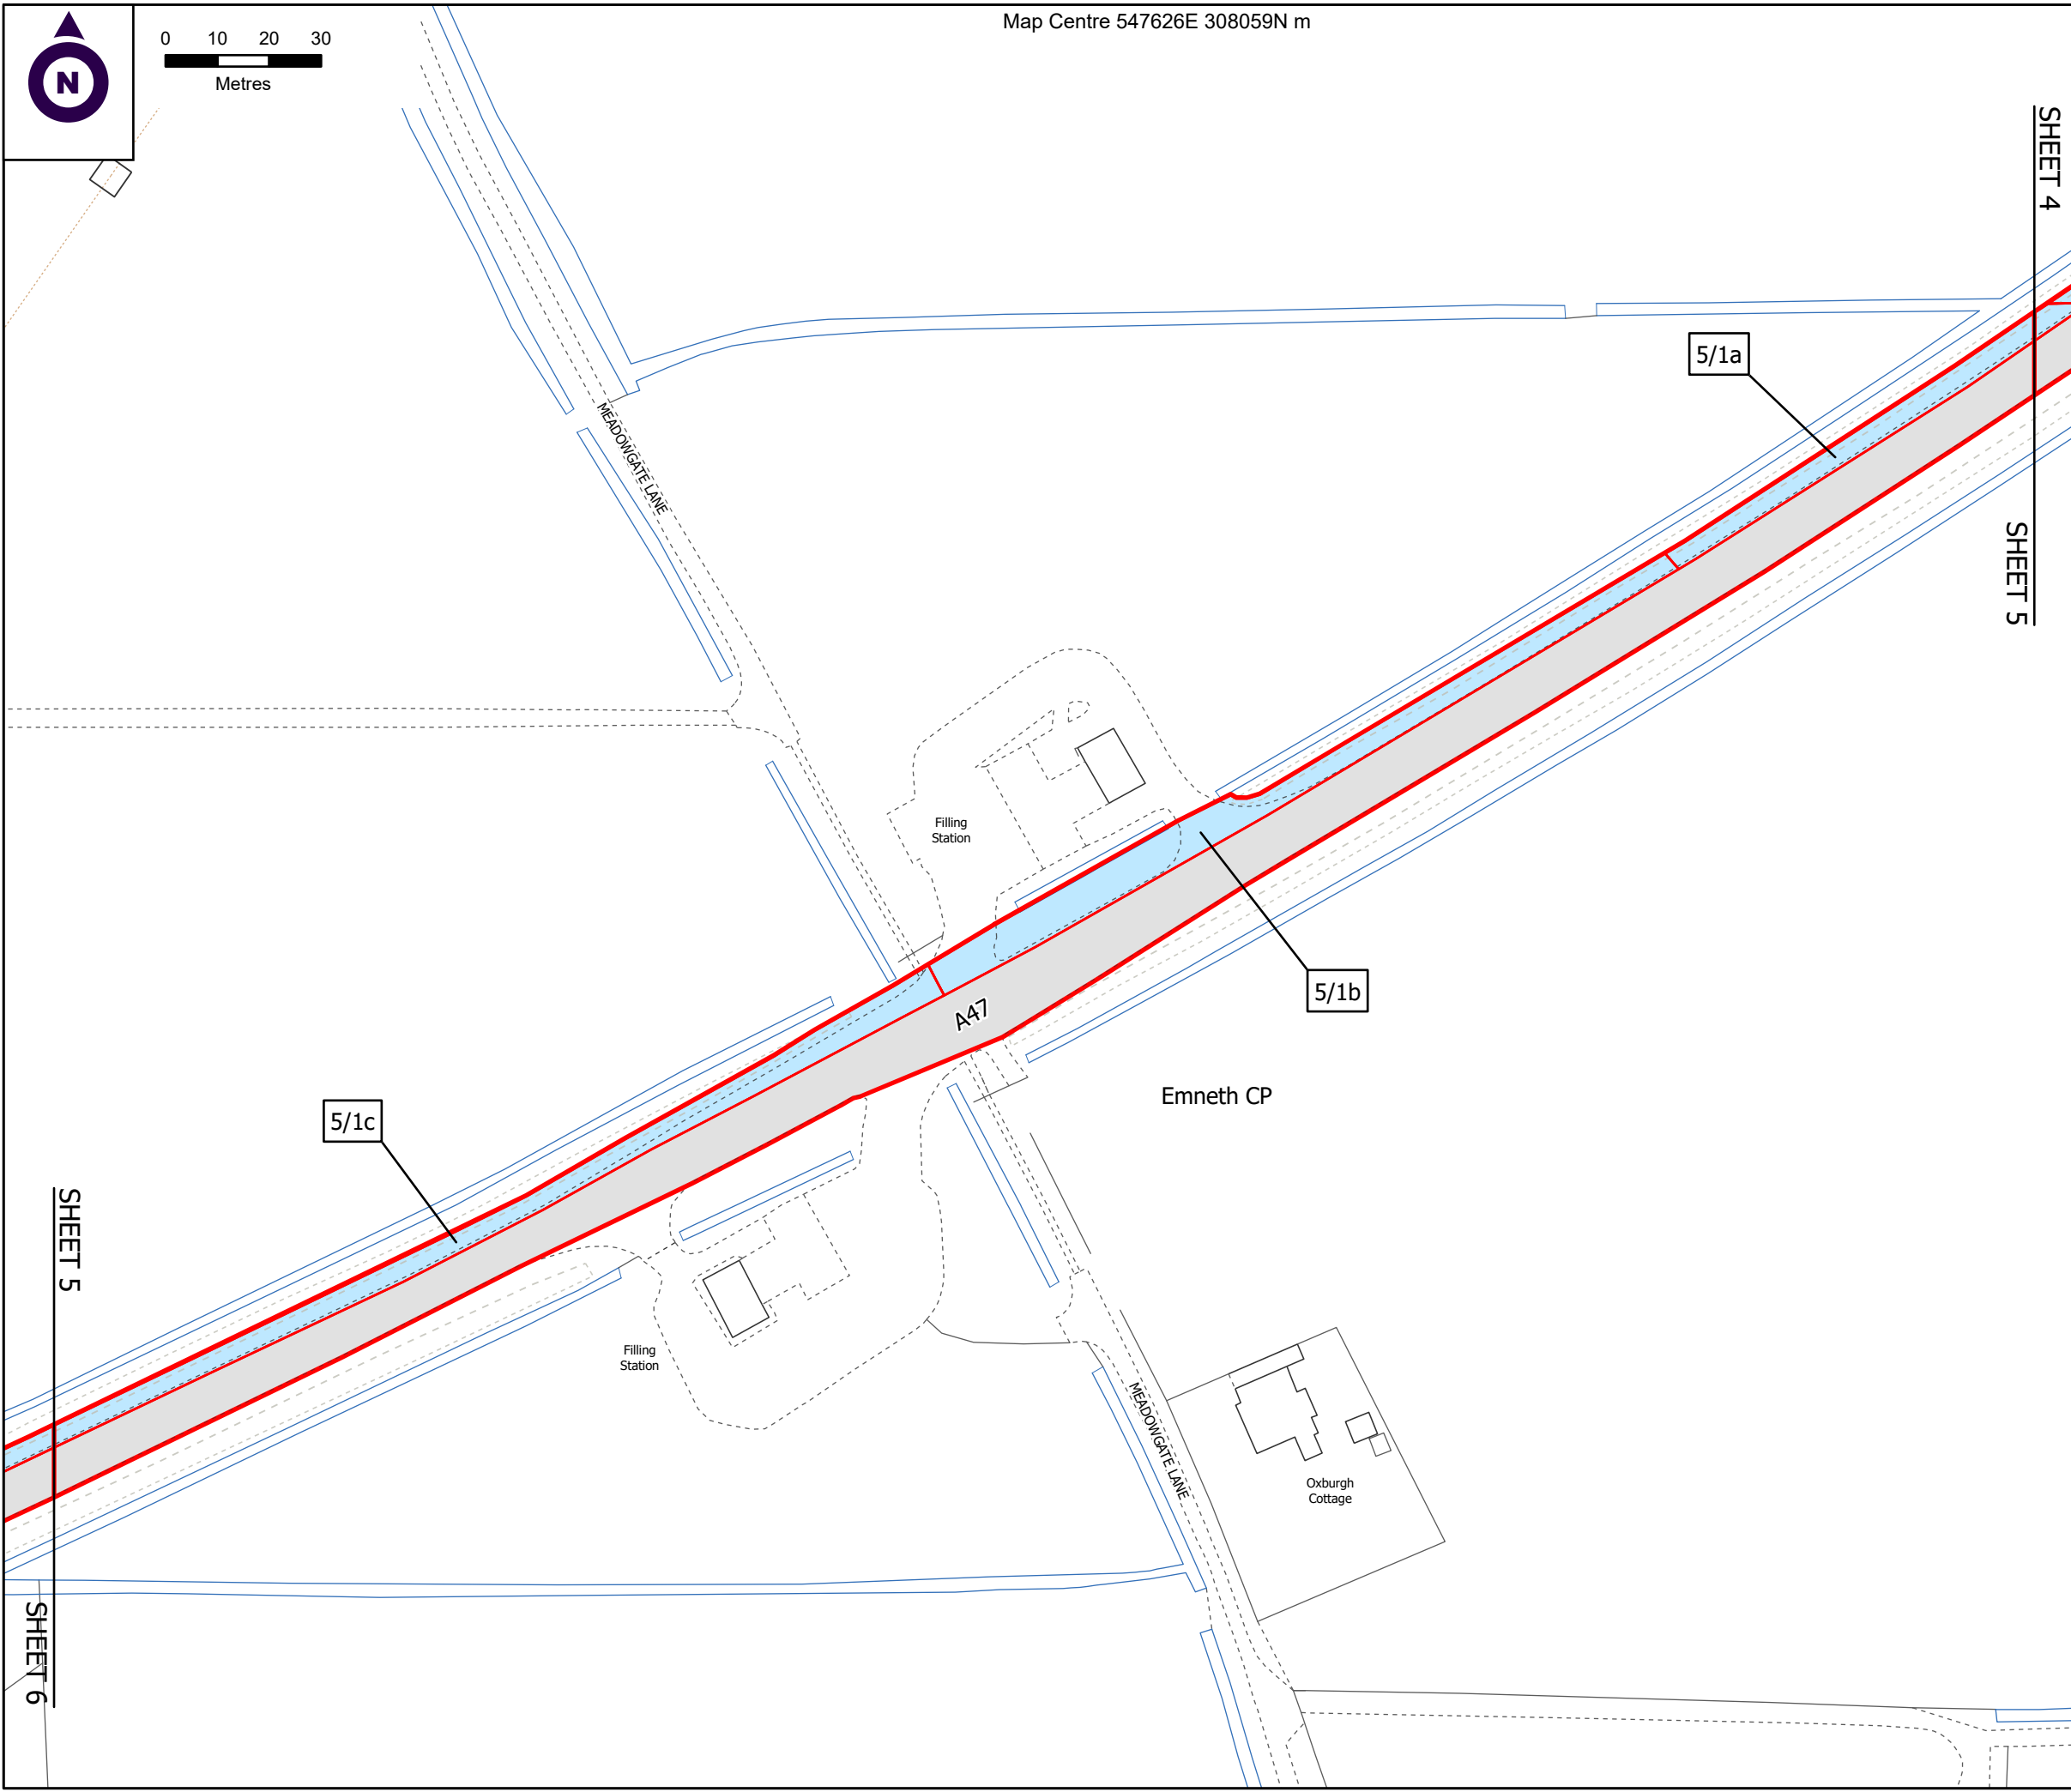 Map Centre 547626E 308059N m
N
0 10 20 30
Metres
SHEET 4
SHEET 5
5/1a
MEADOWGATE LANE
Filling
Station
5/1b
A47
Emneth CP
5/1c
SHEET 5
SHEET 6
Filling
Station
MEADOWGATE LANE
Oxburgh
Cottage